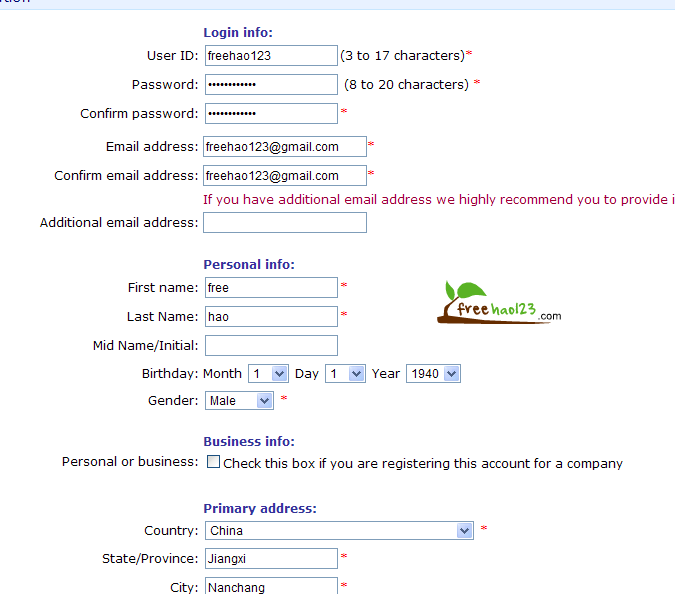 Login info:
User ID: freehao123 (3 to 17 characters)*
Password: •••••••••••• (8 to 20 characters) *
Confirm password: •••••••••••• *
Email address: freehao123@gmail.com *
Confirm email address: freehao123@gmail.com *
If you have additional email address we highly recommend you to provide i
Additional email address:
Personal info:
First name: free *
Last Name: hao *
freehao123.com
Mid Name/Initial:
Birthday: Month 1 Day 1 Year 1940
Gender: Male *
Business info:
Personal or business: Check this box if you are registering this account for a company
Primary address:
Country: China *
State/Province: Jiangxi *
City: Nanchang *